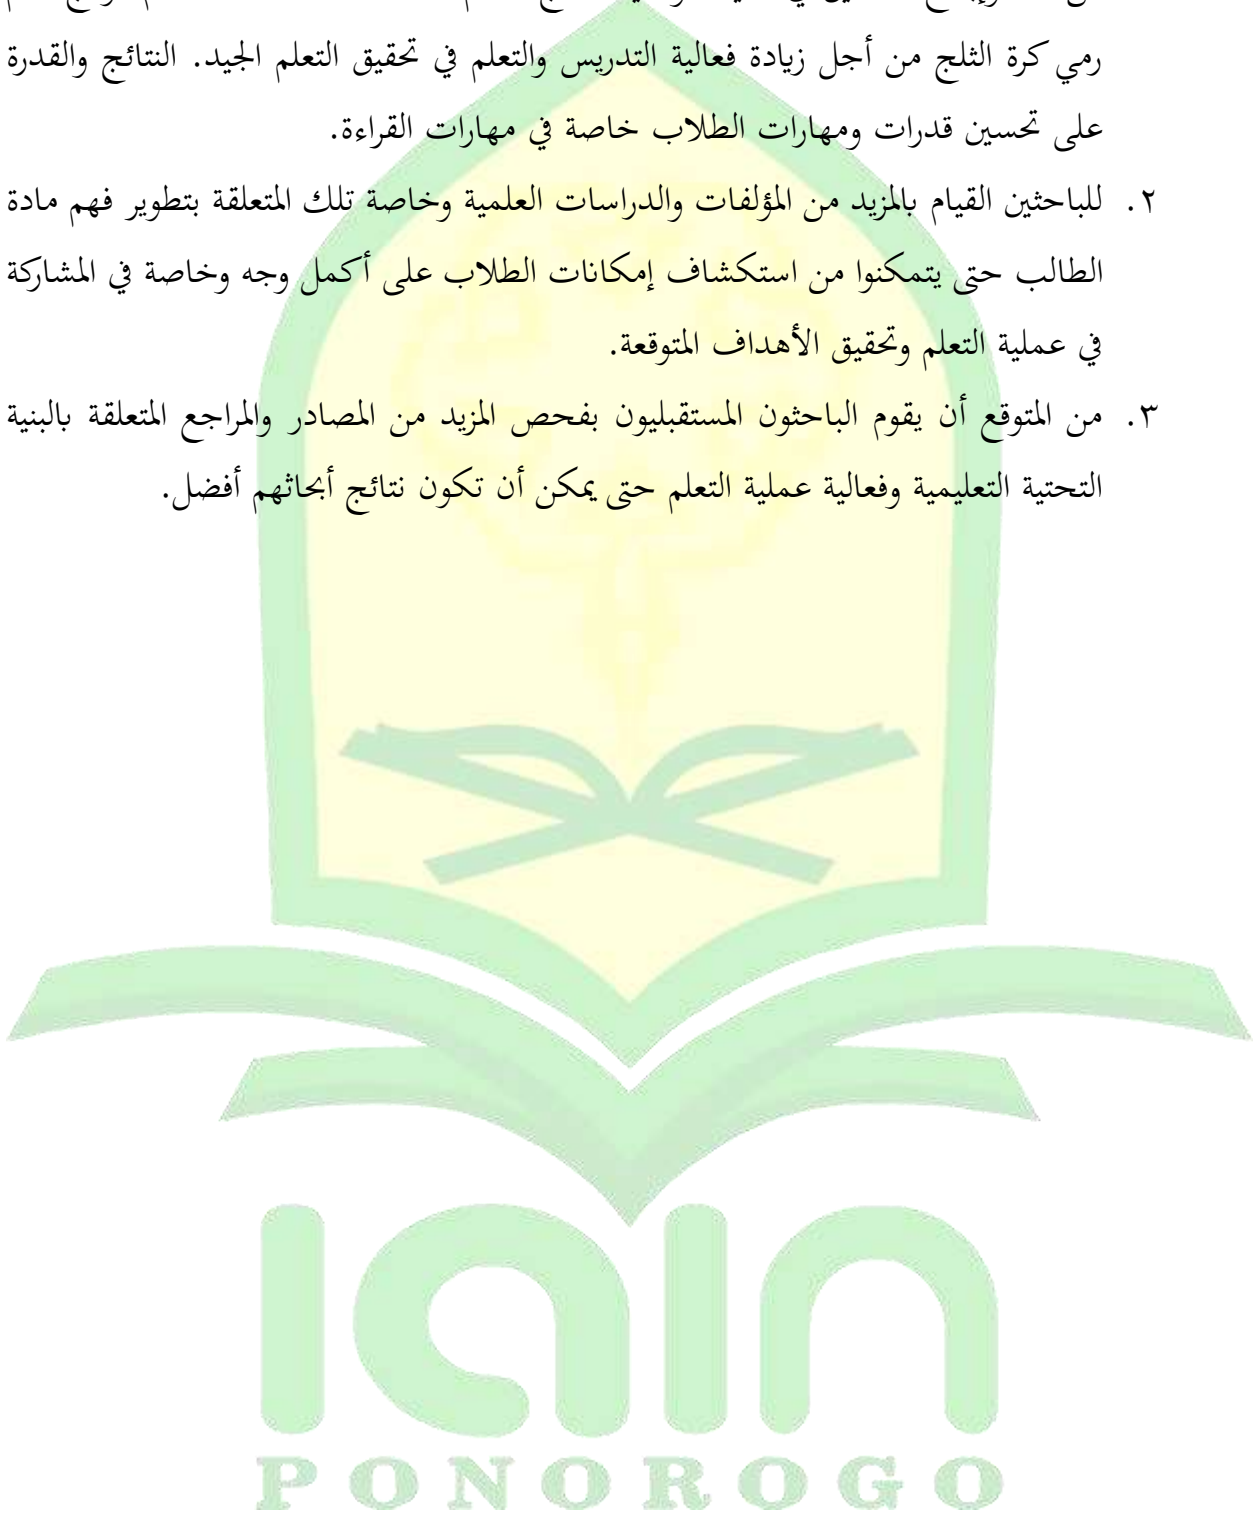 رمي كرة الثلج من أجل زيادة فعالية التدريس والتعلم في تحقيق التعلم الجيد. النتائج والقدرة
على تحسين قدرات ومهارات الطلاب خاصة في مهارات القراءة.
٢. للباحثين القيام بالمزيد من المؤلفات والدراسات العلمية وخاصة تلك المتعلقة بتطوير فهم مادة
الطالب حتى يتمكنوا من استكشاف إمكانات الطلاب على أكمل وجه وخاصة في المشاركة
في عملية التعلم وتحقيق الأهداف المتوقعة.
٣. من المتوقع أن يقوم الباحثون المستقبليون بفحص المزيد من المصادر والمراجع المتعلقة بالبنية
التحتية التعليمية وفعالية عملية التعلم حتى يمكن أن تكون نتائج أبحاثهم أفضل.
iain
PONOROGO